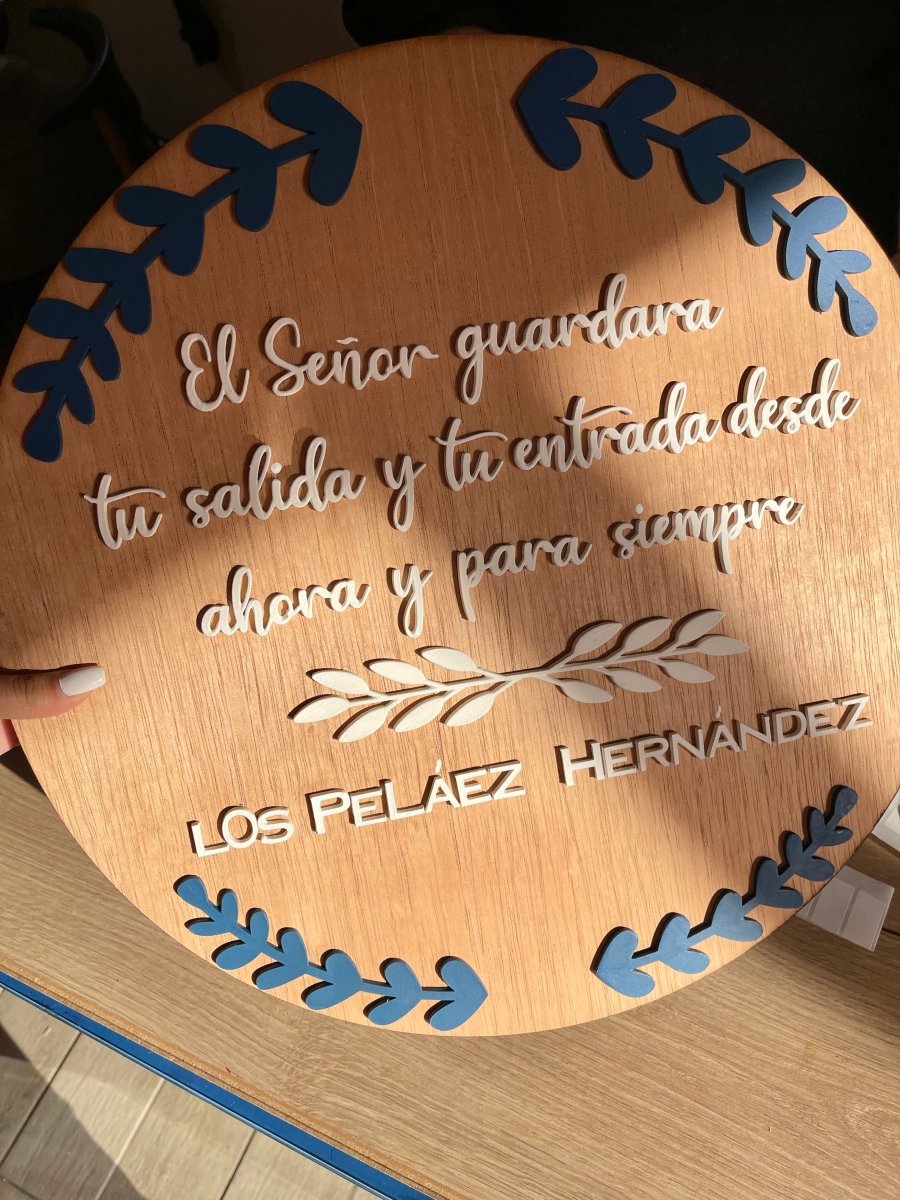 El Señor guardara
tu salida y tu entrada desde
ahora y para siempre
LOS PELÁEZ HERNÁNDEZ